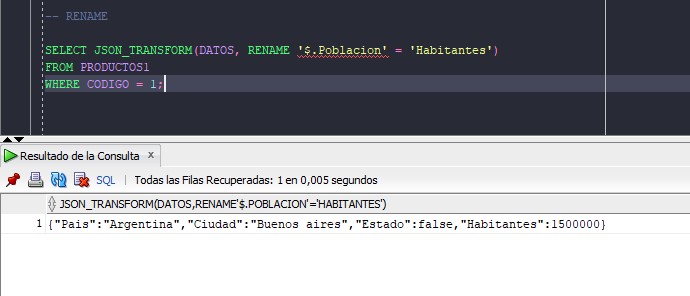 -- RENAME
SELECT JSON_TRANSFORM(DATOS, RENAME '$.Poblacion' = 'Habitantes')
FROM PRODUCTOS1
WHERE CODIGO = 1;
Resultado de la Consulta x
SQL | Todas las Filas Recuperadas: 1 en 0,005 segundos
JSON_TRANSFORM(DATOS,RENAME'$.POBLACION'='HABITANTES')
1 {"Pais":"Argentina","Ciudad":"Buenos aires","Estado":false,"Habitantes":1500000}